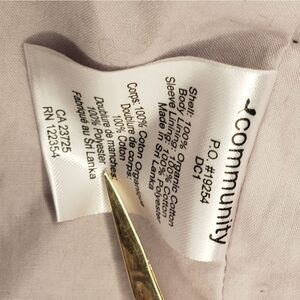 community
P.O. #19254
DC1
Shell: 100% Organic Cotton
Body Lining: 100% Cotton
Sleeve Lining: 100% Polyester
Made in Sri Lanka
Corps: 100% Coton Organique
Doublure de corps:
100% Coton
Doublure de manches:
100% Polyester
Fabriqué au Sri Lanka
CA 23725
RN 122354